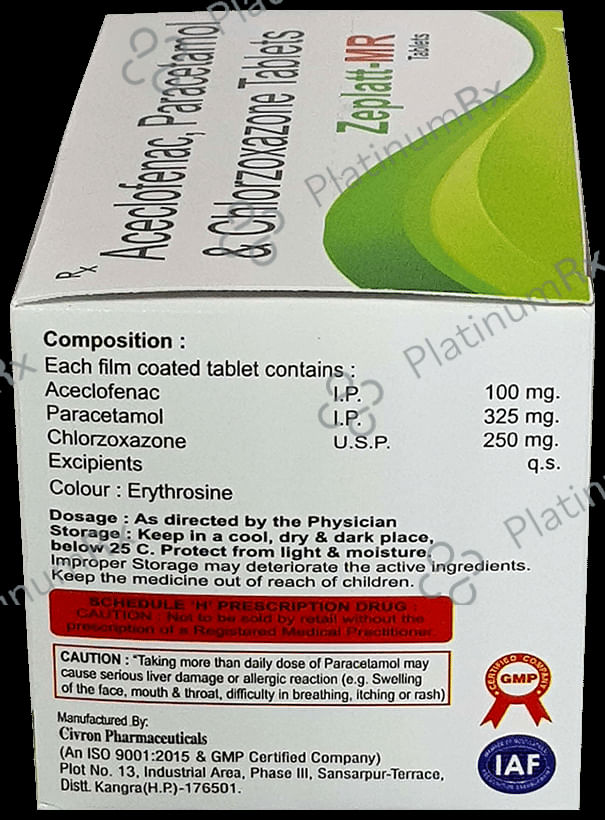 Rx
Aceclofenac, Paracetamol
& Chlorzoxazone Tablets
Zeplatt-MR
Tablets
Composition :
Each film coated tablet contains :
Aceclofenac I.P. 100 mg.
Paracetamol I.P. 325 mg.
Chlorzoxazone U.S.P. 250 mg.
Excipients q.s.
Colour : Erythrosine
Dosage : As directed by the Physician
Storage : Keep in a cool, dry & dark place,
below 25 C. Protect from light & moisture
Improper Storage may deteriorate the active ingredients.
Keep the medicine out of reach of children.
SCHEDULE 'H' PRESCRIPTION DRUG :
CAUTION : Not to be sold by retail without the
prescription of a Registered Medical Practitioner
CAUTION : "Taking more than daily dose of Paracetamol may
cause serious liver damage or allergic reaction (e.g. Swelling
of the face, mouth & throat, difficulty in breathing, itching or rash)
CERTIFIED COMPANY
GMP
Manufactured By:
Civron Pharmaceuticals
(An ISO 9001:2015 & GMP Certified Company)
Plot No. 13, Industrial Area, Phase III, Sansarpur-Terrace,
Distt. Kangra(H.P.)-176501.
IAF
PlatinumRx
PlatinumRx
PlatinumRx
PlatinumRx